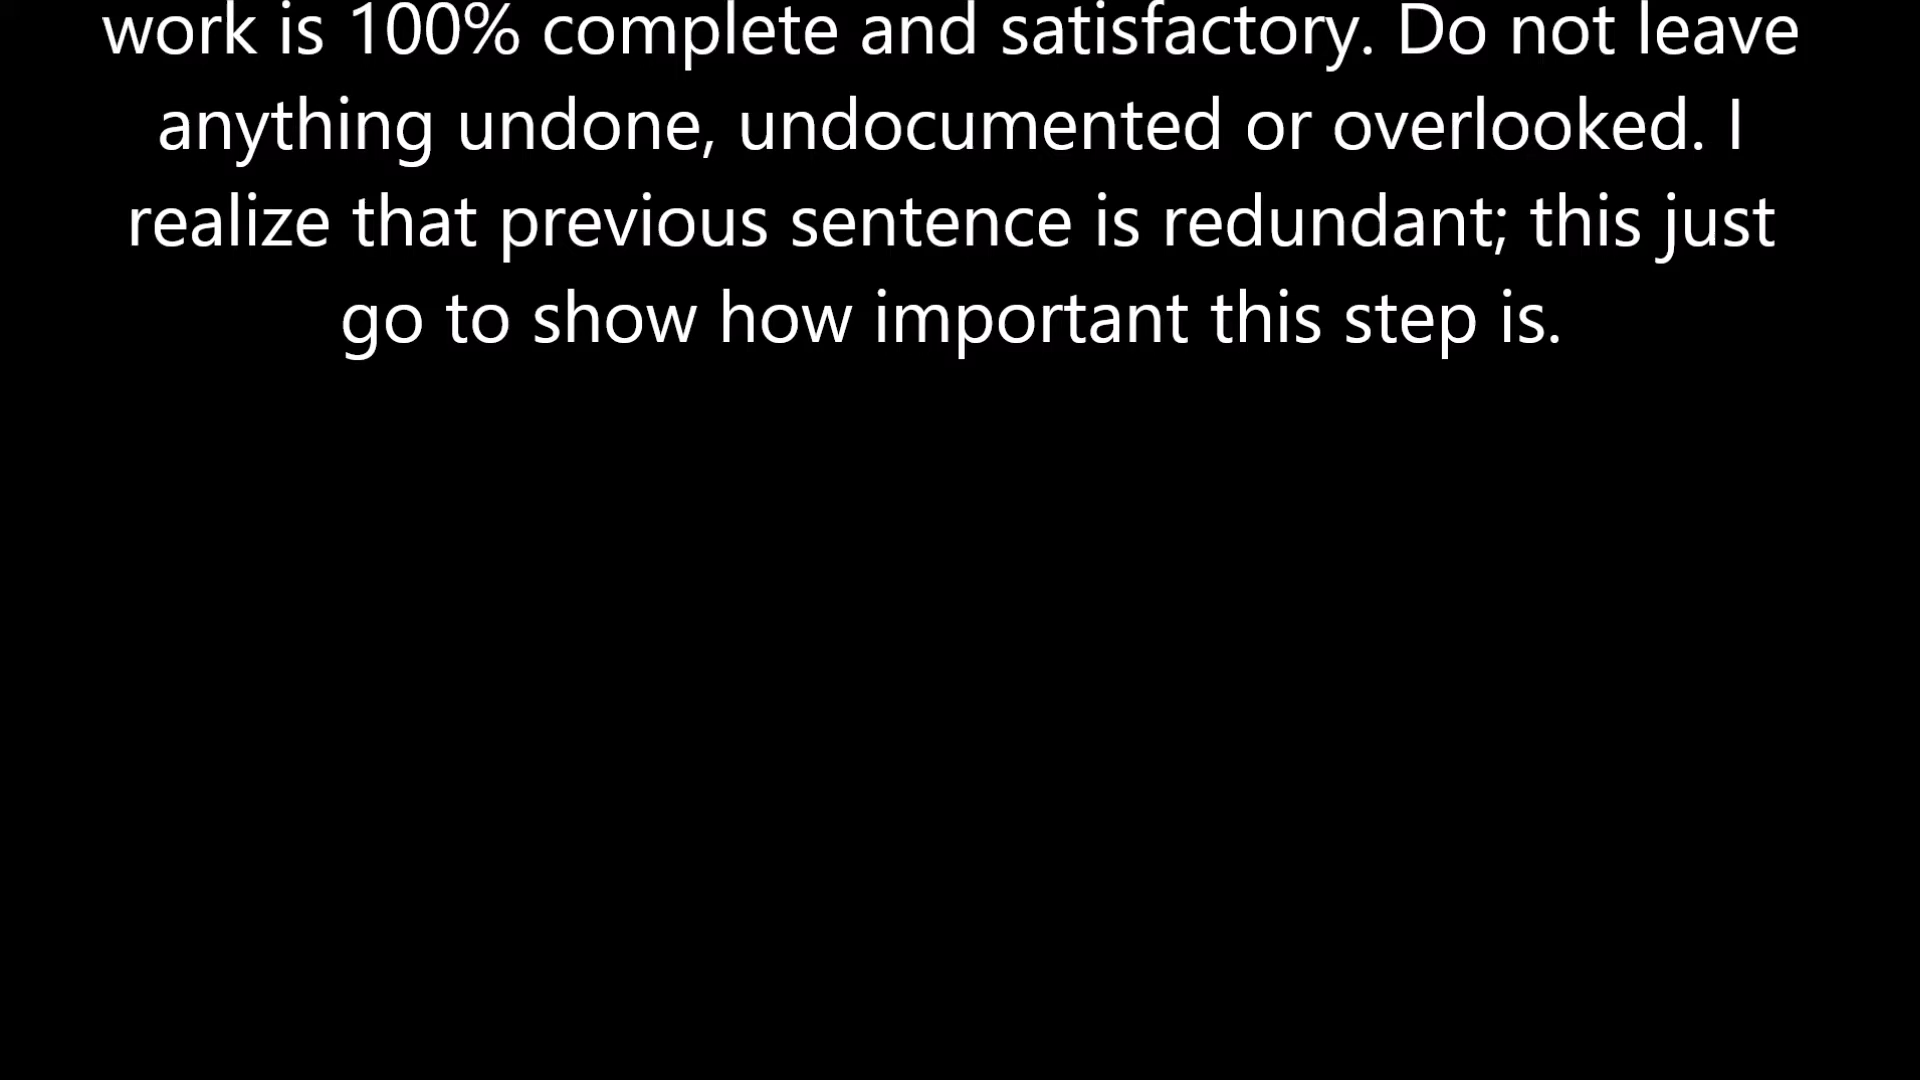 work is 100% complete and satisfactory. Do not leave
anything undone, undocumented or overlooked. I
realize that previous sentence is redundant; this just
go to show how important this step is.